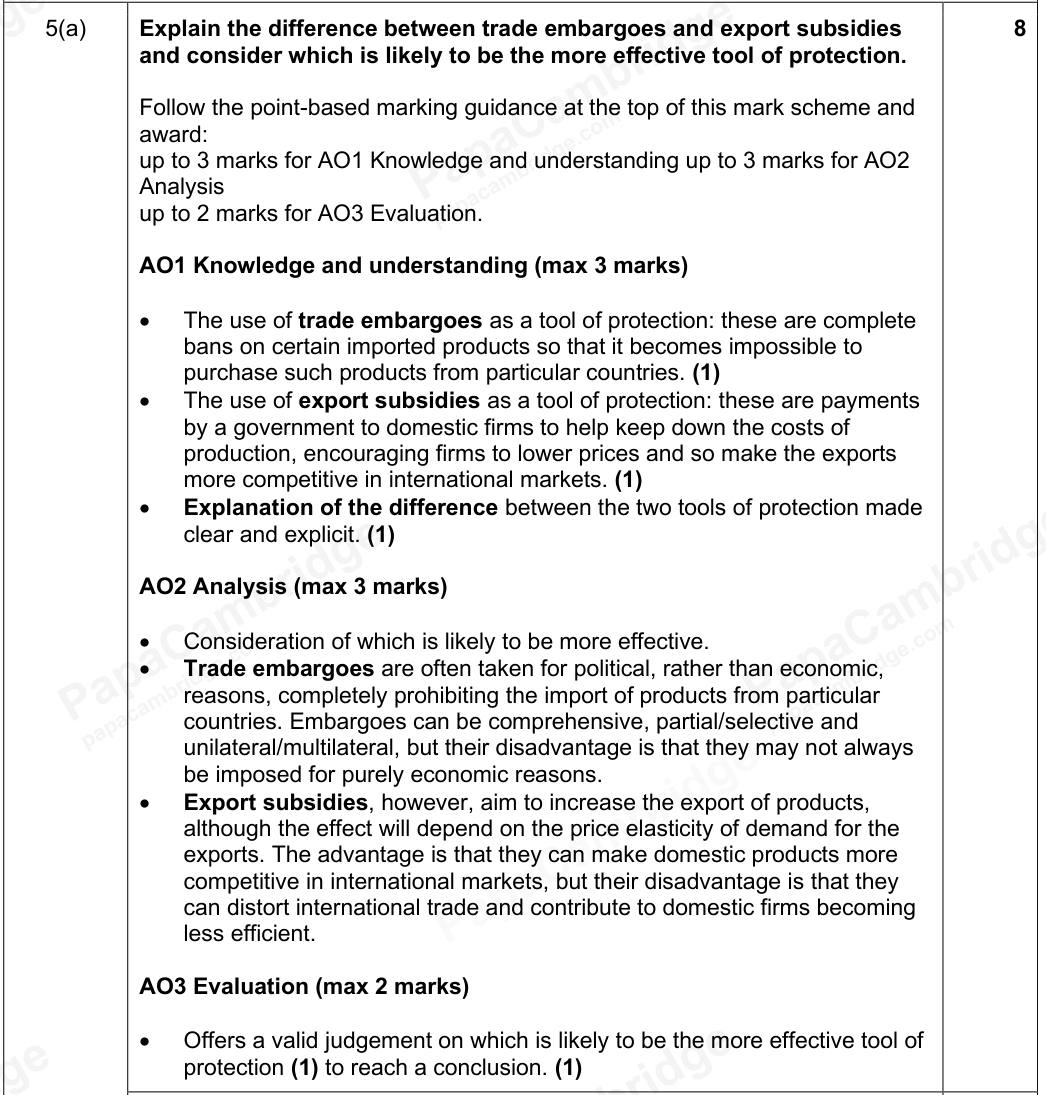 5(a) Explain the difference between trade embargoes and export subsidies 8
and consider which is likely to be the more effective tool of protection.
Follow the point-based marking guidance at the top of this mark scheme and
award:
up to 3 marks for AO1 Knowledge and understanding up to 3 marks for AO2
Analysis
up to 2 marks for AO3 Evaluation.
AO1 Knowledge and understanding (max 3 marks)
• The use of trade embargoes as a tool of protection: these are complete
bans on certain imported products so that it becomes impossible to
purchase such products from particular countries. (1)
• The use of export subsidies as a tool of protection: these are payments
by a government to domestic firms to help keep down the costs of
production, encouraging firms to lower prices and so make the exports
more competitive in international markets. (1)
• Explanation of the difference between the two tools of protection made
clear and explicit. (1)
AO2 Analysis (max 3 marks)
• Consideration of which is likely to be more effective.
• Trade embargoes are often taken for political, rather than economic,
reasons, completely prohibiting the import of products from particular
countries. Embargoes can be comprehensive, partial/selective and
unilateral/multilateral, but their disadvantage is that they may not always
be imposed for purely economic reasons.
• Export subsidies, however, aim to increase the export of products,
although the effect will depend on the price elasticity of demand for the
exports. The advantage is that they can make domestic products more
competitive in international markets, but their disadvantage is that they
can distort international trade and contribute to domestic firms becoming
less efficient.
AO3 Evaluation (max 2 marks)
• Offers a valid judgement on which is likely to be the more effective tool of
protection (1) to reach a conclusion. (1)
PapaCambridge
papacambridge.com
PapaCambridge
PapaCambridge